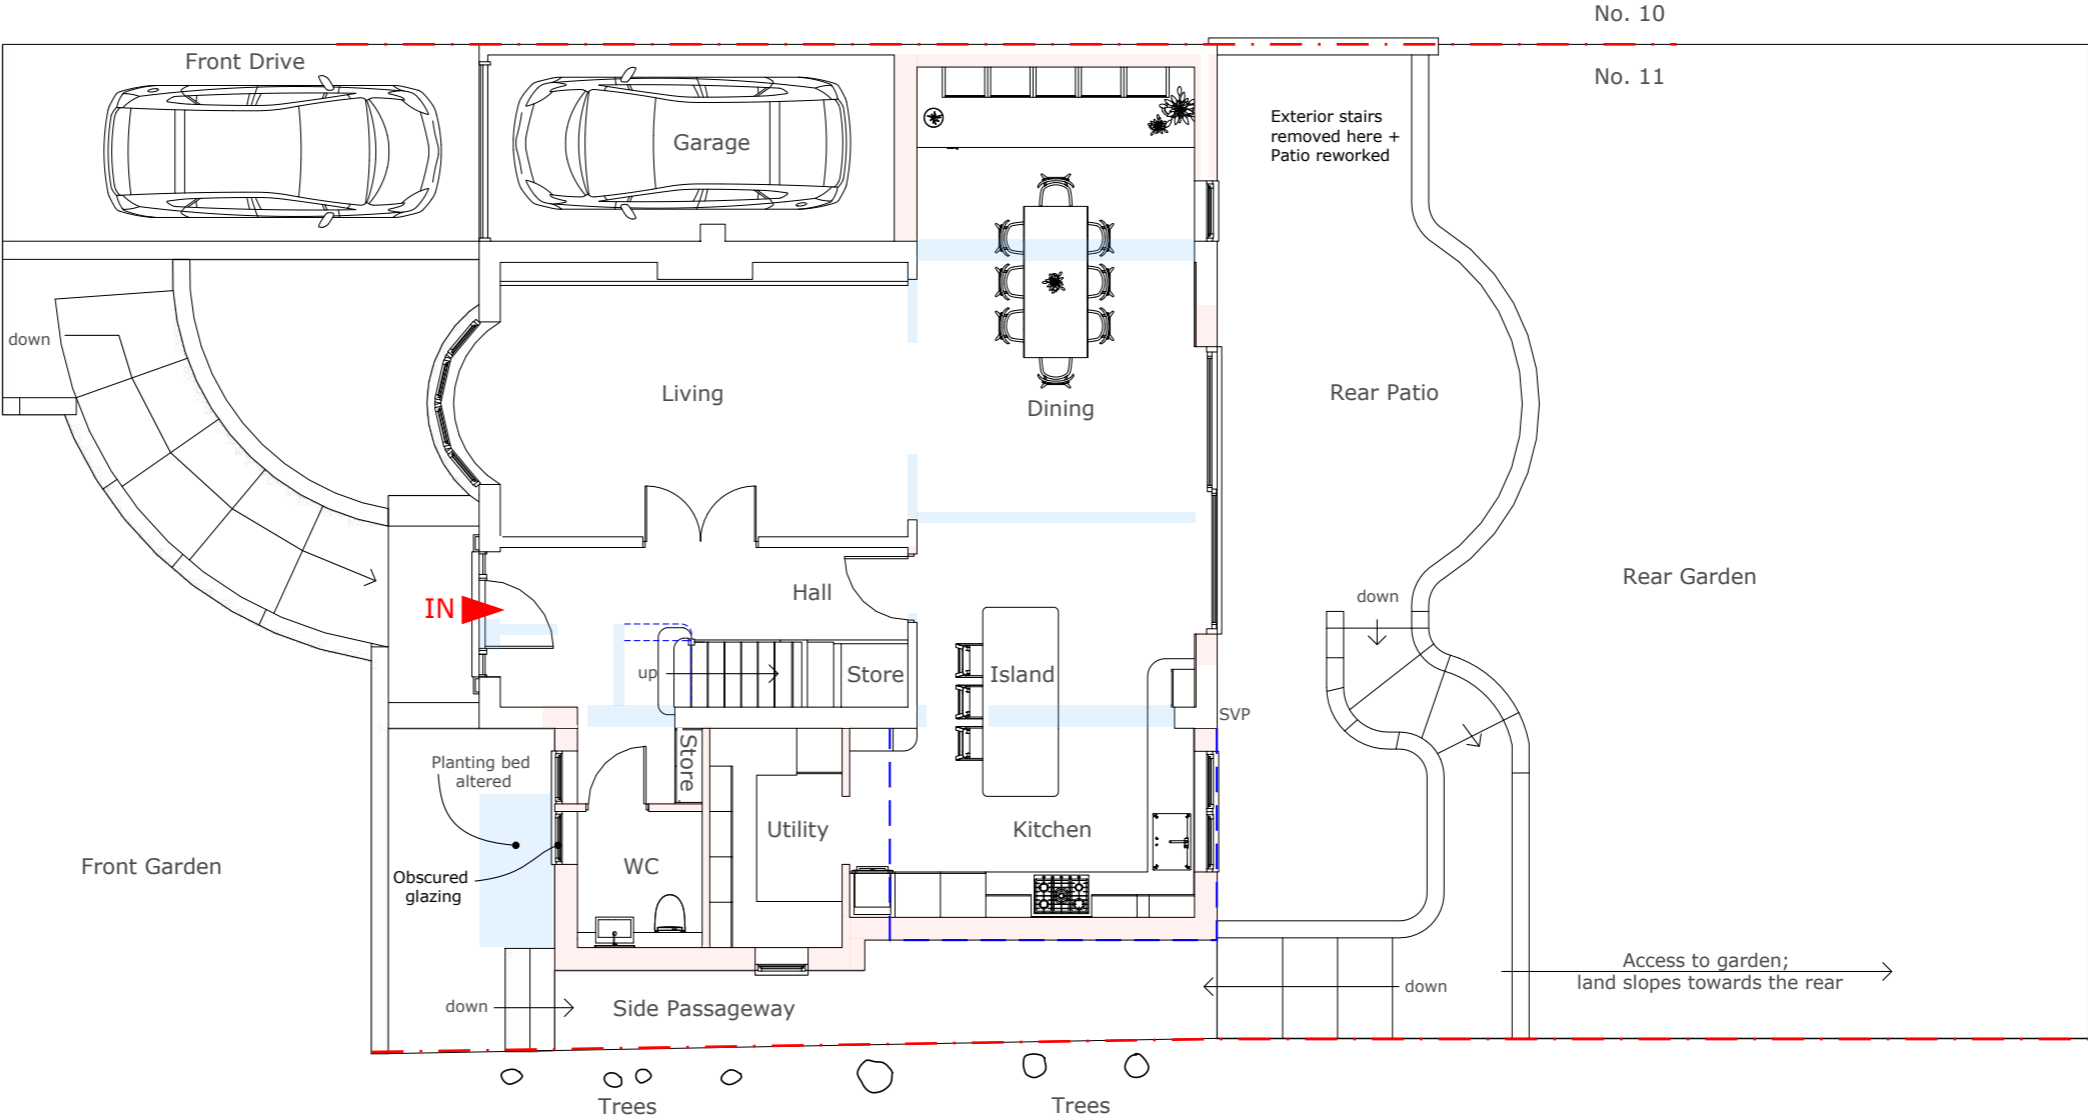 No. 10
Front Drive
No. 11
Exterior stairs
removed here +
Patio reworked
Garage
down
Living
Dining
Rear Patio
Rear Garden
Hall
down
IN
up
Store
Island
SVP
Store
Planting bed
altered
Utility
Kitchen
WC
Front Garden
Obscured
glazing
Access to garden;
land slopes towards the rear
down
down
Side Passageway
Trees
Trees